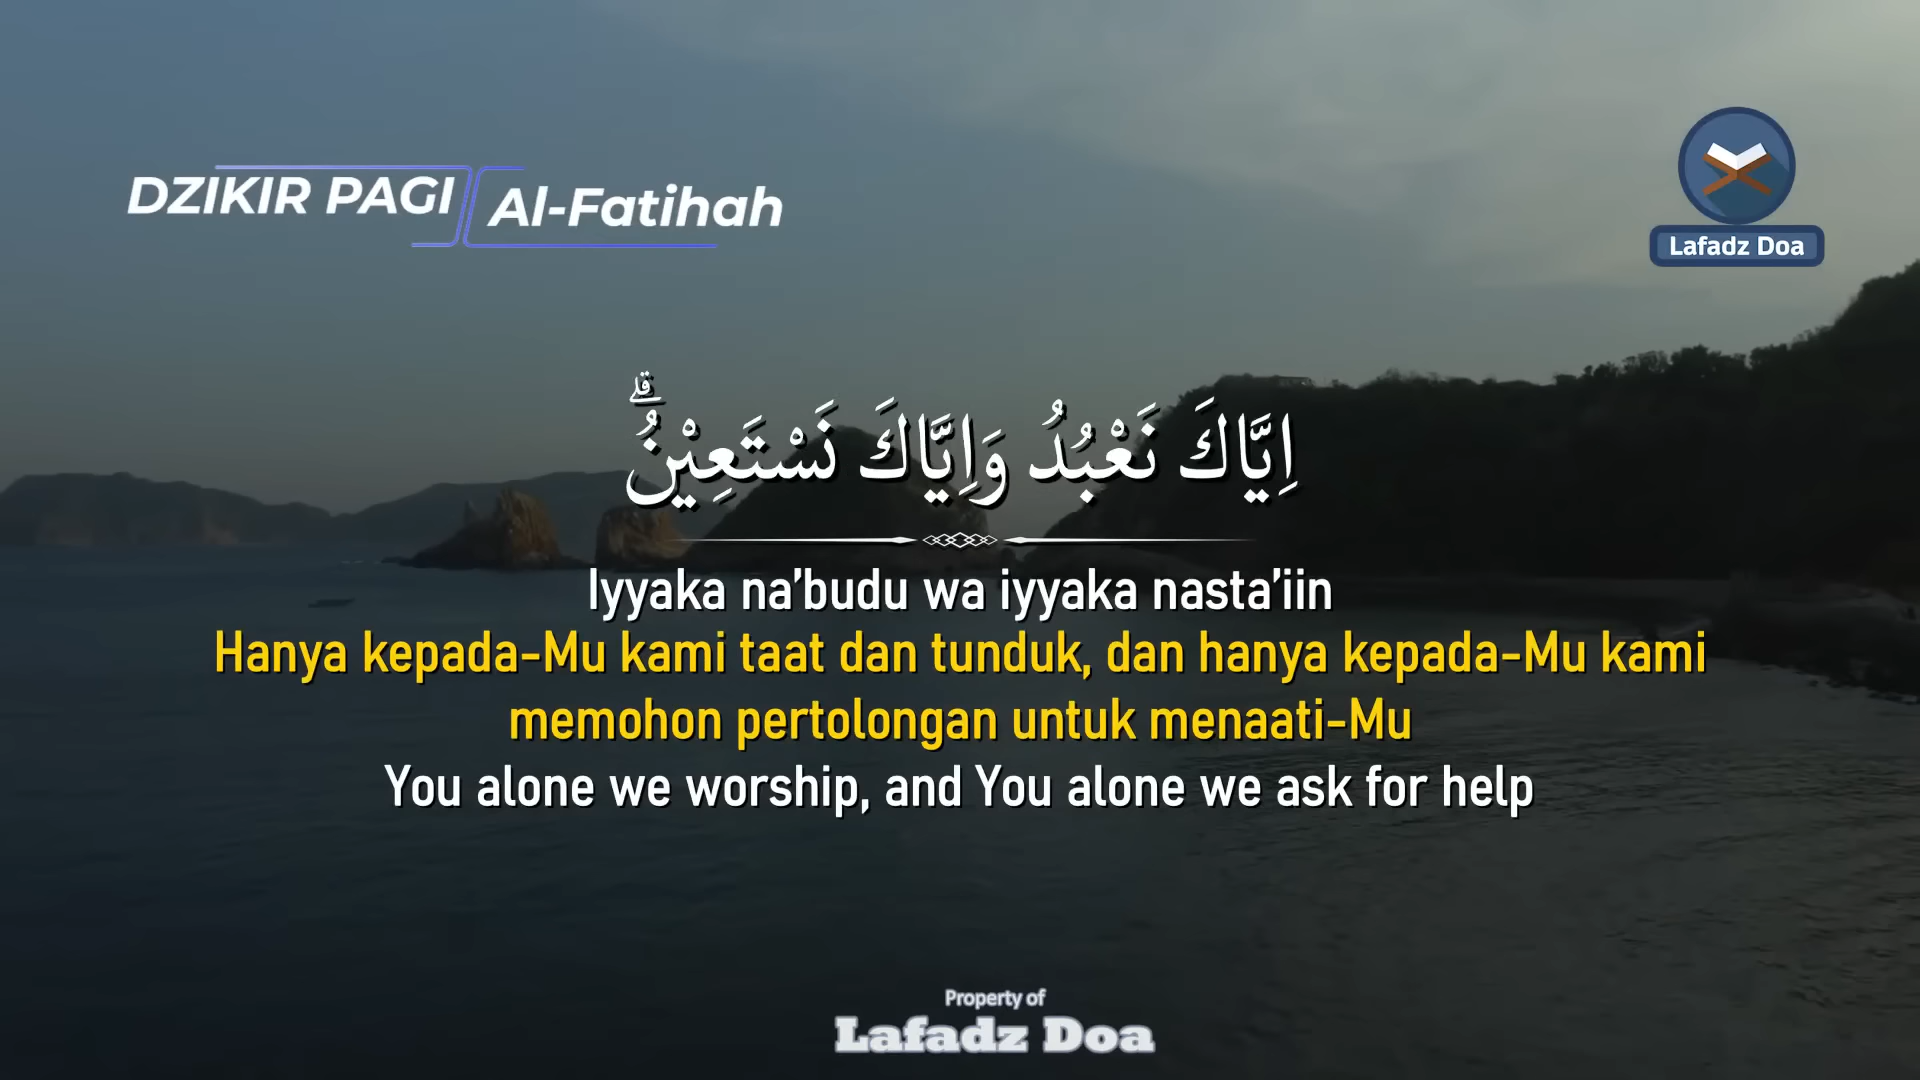 DZIKIR PAGI
Al-Fatihah
Lafadz Doa
اِيَّاكَ نَعْبُدُ وَاِيَّاكَ نَسْتَعِيْنُۗ
Iyyaka na’budu wa iyyaka nasta’iin
Hanya kepada-Mu kami taat dan tunduk, dan hanya kepada-Mu kami
memohon pertolongan untuk menaati-Mu
You alone we worship, and You alone we ask for help
Property of
Lafadz Doa